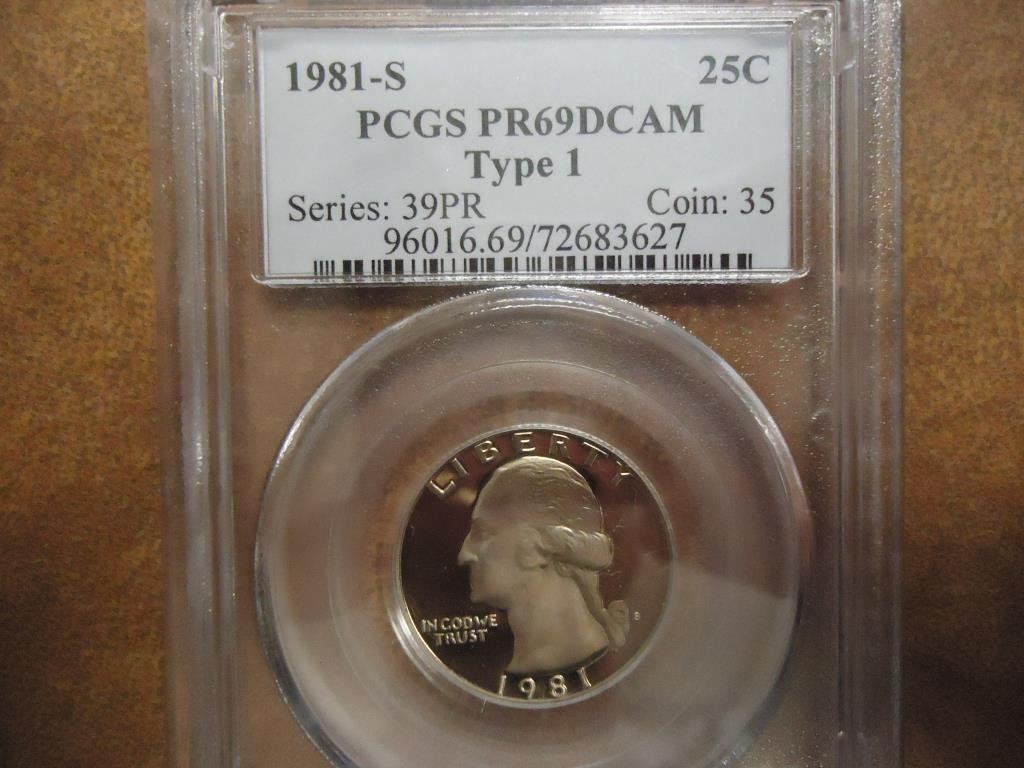 1981-S 25C
PCGS PR69DCAM
Type 1
Series: 39PR Coin: 35
96016.69/72683627
LIBERTY
IN GOD WE
TRUST
S
1981